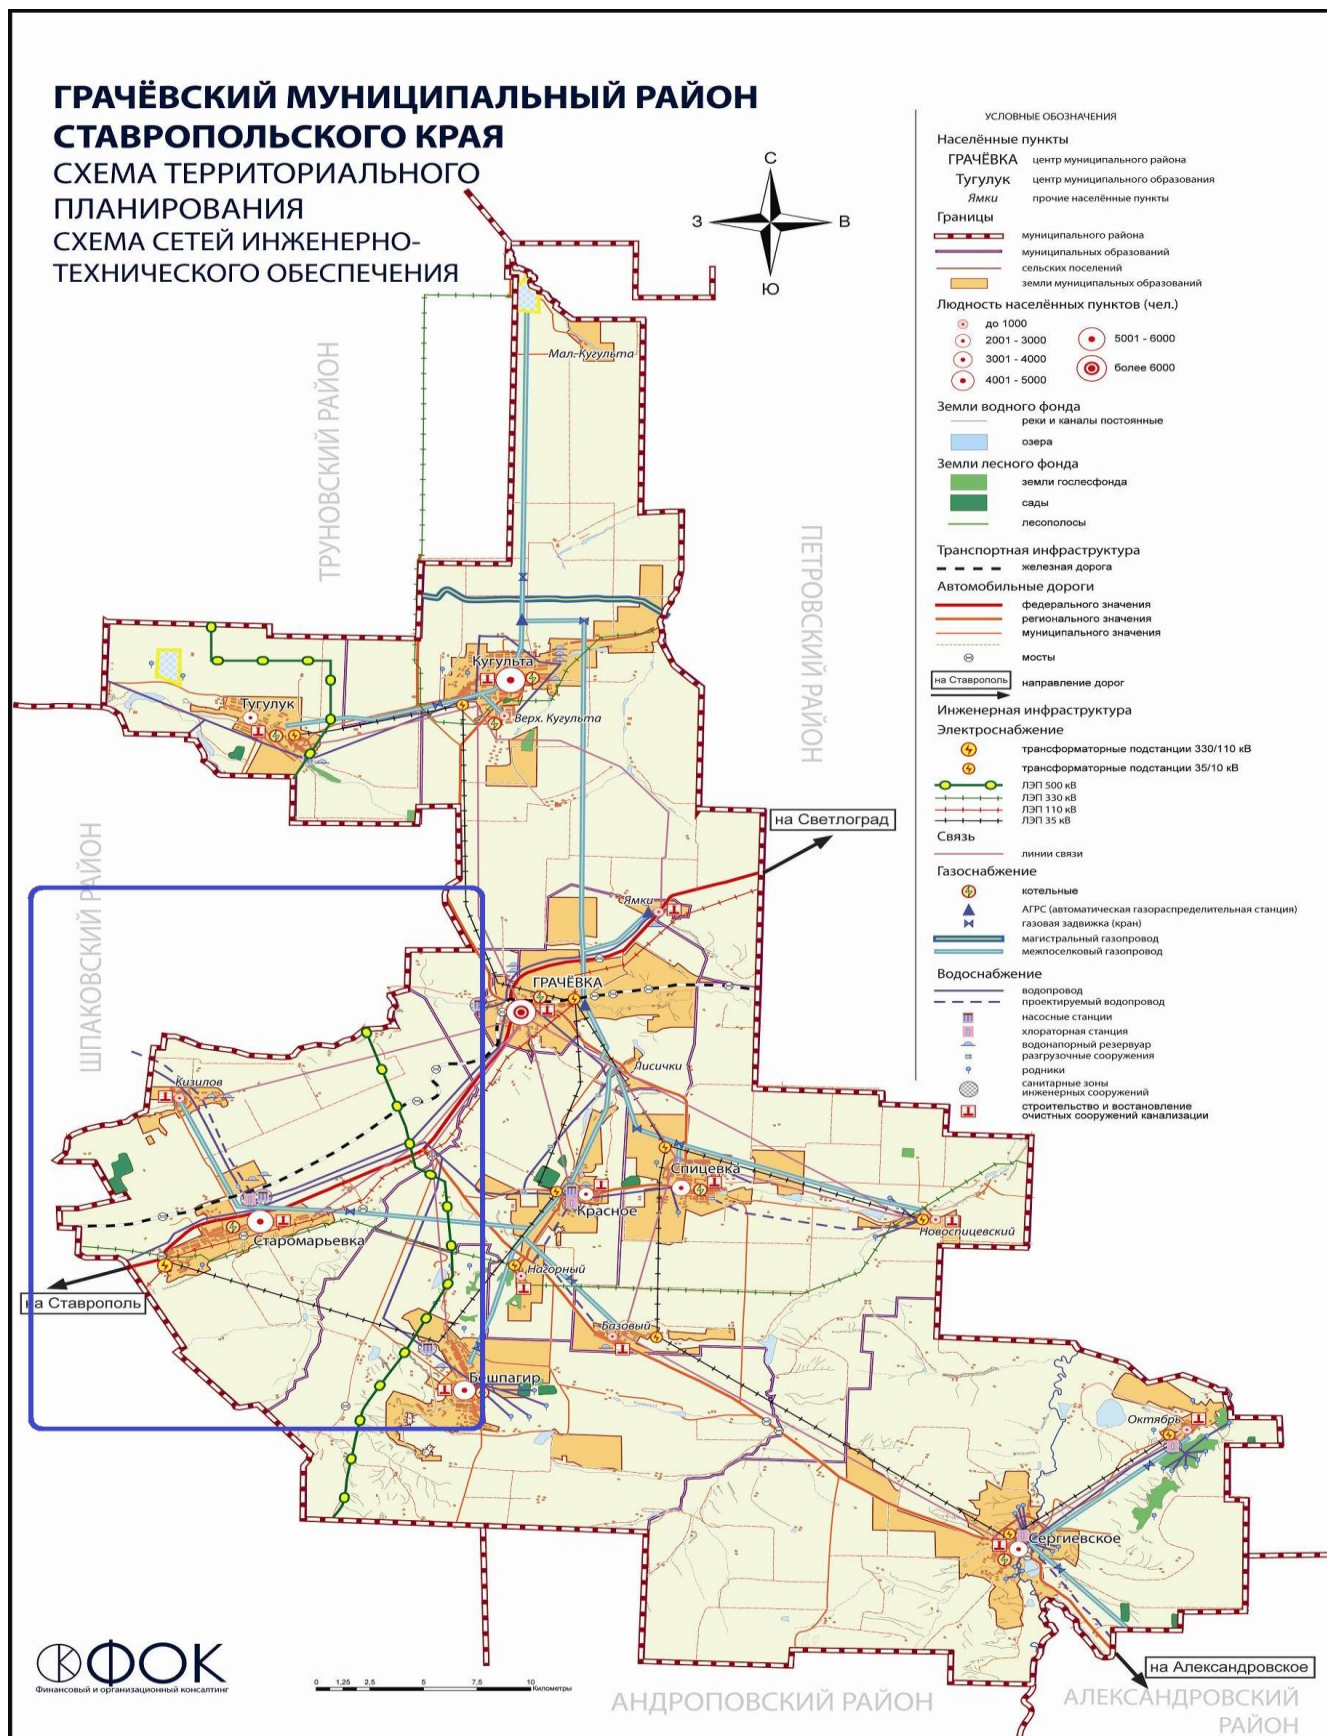 ГРАЧЁВСКИЙ МУНИЦИПАЛЬНЫЙ РАЙОН
СТАВРОПОЛЬСКОГО КРАЯ
СХЕМА ТЕРРИТОРИАЛЬНОГО
ПЛАНИРОВАНИЯ
СХЕМА СЕТЕЙ ИНЖЕНЕРНО-
ТЕХНИЧЕСКОГО ОБЕСПЕЧЕНИЯ
С
З
В
Ю
УСЛОВНЫЕ ОБОЗНАЧЕНИЯ
Населённые пункты
ГРАЧЁВКА центр муниципального района
Тугулук центр муниципального образования
Ямки прочие населённые пункты
Границы
муниципального района
муниципальных образований
сельских поселений
земли муниципальных образований
Людность населённых пунктов (чел.)
до 1000
2001 - 3000
3001 - 4000
4001 - 5000
5001 - 6000
более 6000
Земли водного фонда
реки и каналы постоянные
озера
Земли лесного фонда
земли гослесфонда
сады
лесополосы
Транспортная инфраструктура
железная дорога
Автомобильные дороги
федерального значения
регионального значения
муниципального значения
мосты
на Ставрополь направление дорог
Инженерная инфраструктура
Электроснабжение
трансформаторные подстанции 330/110 кВ
трансформаторные подстанции 35/10 кВ
ЛЭП 500 кВ
ЛЭП 330 кВ
ЛЭП 110 кВ
ЛЭП 35 кВ
Связь
линии связи
Газоснабжение
котельные
АГРС (автоматическая газораспределительная станция)
газовая задвижка (кран)
магистральный газопровод
межпоселковый газопровод
Водоснабжение
водопровод
проектируемый водопровод
насосные станции
хлораторная станция
водонапорный резервуар
разгрузочные сооружения
родники
санитарные зоны
инженерных сооружений
строительство и востановление
очистных сооружений канализации
ТРУНОВСКИЙ РАЙОН
ПЕТРОВСКИЙ РАЙОН
ШПАКОВСКИЙ РАЙОН
Мал. Кугульта
Кугульта
Верх. Кугульта
Тугулук
на Светлоград
Ямки
ГРАЧЁВКА
Лисички
Кизилов
Спицевка
Красное
Старомарьевка
Новоспицевский
Нагорный
на Ставрополь
Базовый
Бешпагир
Октябрь
Сергиевское
на Александровское
АНДРОПОВСКИЙ РАЙОН
АЛЕКСАНДРОВСКИЙ
РАЙОН
ФОК
Финансовый и организационный консалтинг
0 1,25 2,5 5 7,5 10
Километры